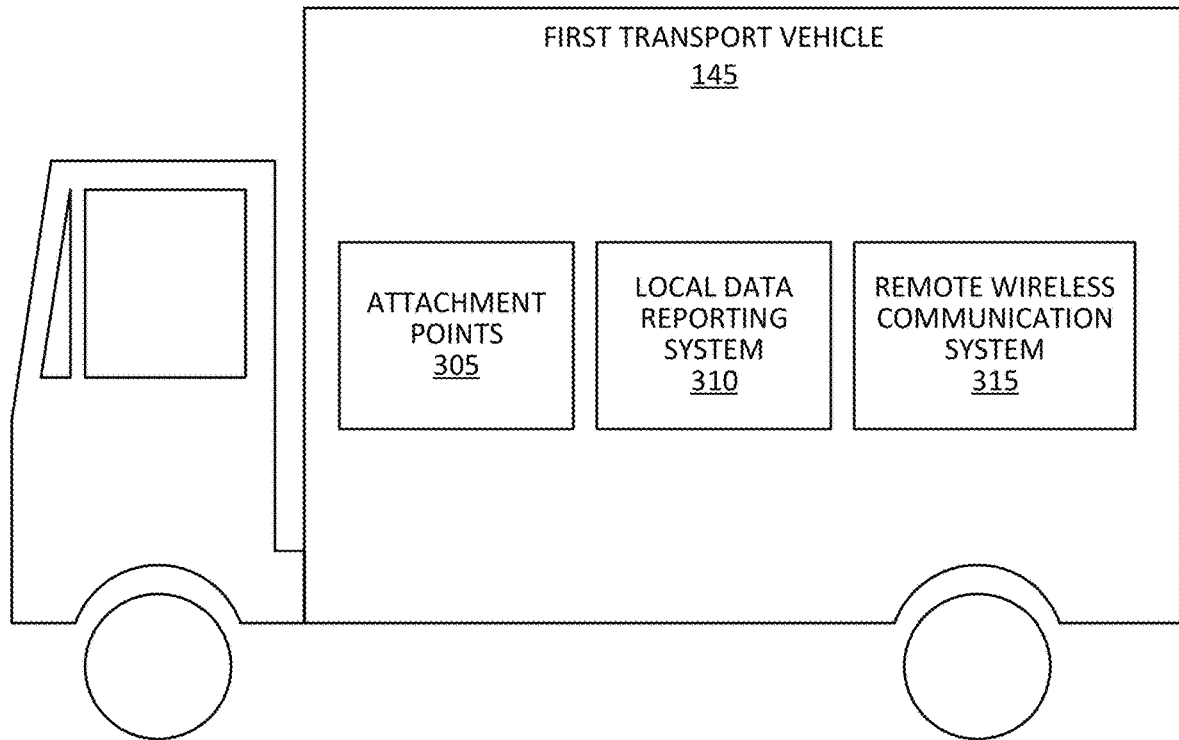 FIRST TRANSPORT VEHICLE
145
ATTACHMENT
POINTS
305
LOCAL DATA
REPORTING
SYSTEM
310
REMOTE WIRELESS
COMMUNICATION
SYSTEM
315